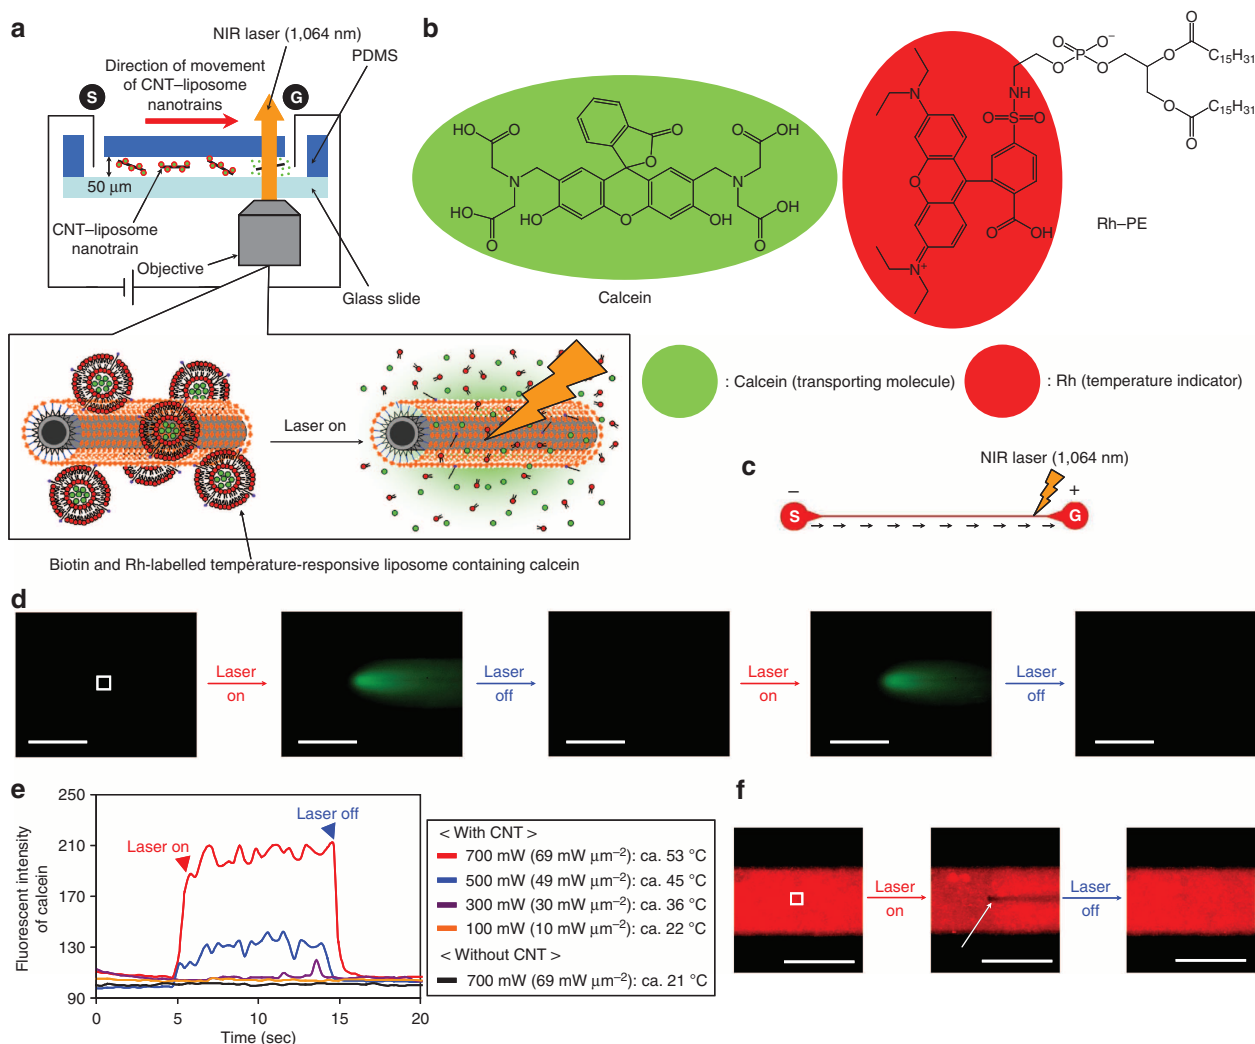 a
NIR laser (1,064 nm)
PDMS
Direction of movement
of CNT–liposome
nanotrains
S
G
50 μm
CNT–liposome
nanotrain
Objective
Glass slide
Laser on
Biotin and Rh-labelled temperature-responsive liposome containing calcein
b
HO
O
O
OH
O
O
N
N
HO
O
HO
O
OH
O
OH
Calcein
O
O
O⁻
P
O
O
O
C₁₅H₃₁
O
C₁₅H₃₁
O
NH
O
S
O
N
O
O
OH
N⁺
Rh–PE
: Calcein (transporting molecule)
: Rh (temperature indicator)
c
NIR laser (1,064 nm)
–
+
S
G
d
Laser
on
Laser
off
Laser
on
Laser
off
e
250
210
170
130
90
Fluorescent intensity
of calcein
0
5
10
15
20
Time (sec)
Laser on
Laser off
< With CNT >
700 mW (69 mW μm⁻²): ca. 53 °C
500 mW (49 mW μm⁻²): ca. 45 °C
300 mW (30 mW μm⁻²): ca. 36 °C
100 mW (10 mW μm⁻²): ca. 22 °C
< Without CNT >
700 mW (69 mW μm⁻²): ca. 21 °C
f
Laser
on
Laser
off